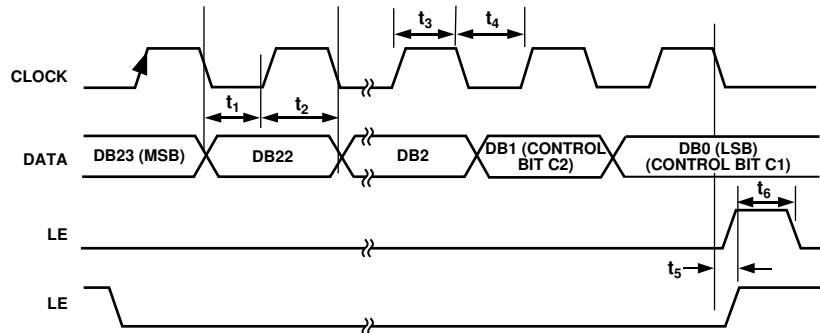 t3
t4
CLOCK
t1
t2
DATA
DB23 (MSB)
DB22
DB2
DB1 (CONTROL
BIT C2)
DB0 (LSB)
(CONTROL BIT C1)
t6
LE
t5
LE